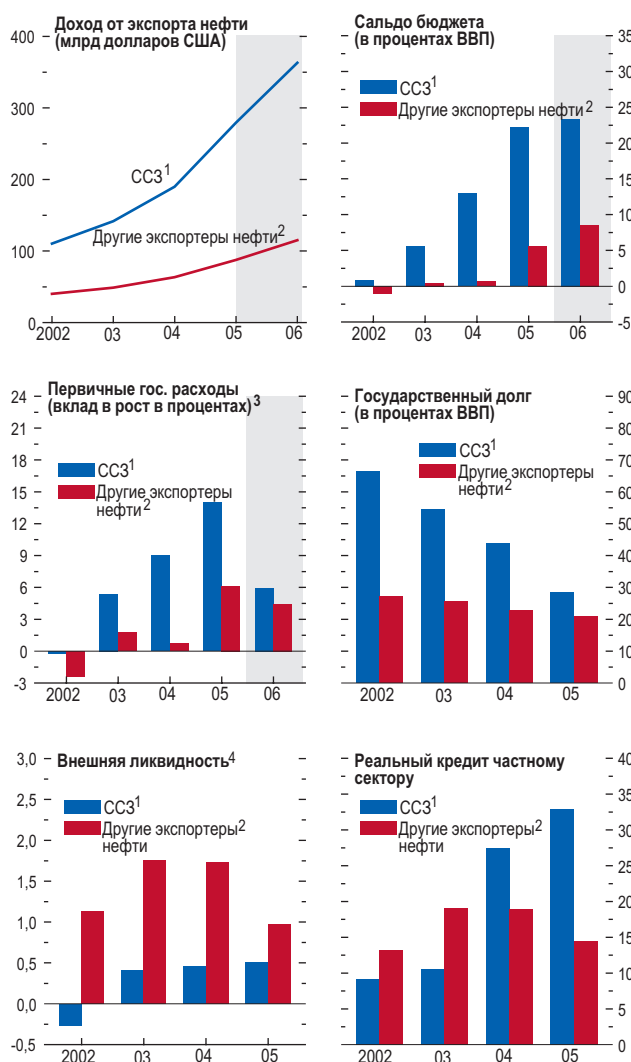 Доход от экспорта нефти
(млрд долларов США)
400
300
200
100
0
ССЗ1
Другие экспортеры нефти2
2002 03 04 05 06
Сальдо бюджета
(в процентах ВВП)
ССЗ1
Другие экспортеры нефти2
35
30
25
20
15
10
5
0
-5
2002 03 04 05 06
Первичные гос. расходы
(вклад в рост в процентах)3
24
21
18
15
12
9
6
3
0
-3
ССЗ1
Другие экспортеры
нефти2
2002 03 04 05 06
Государственный долг
(в процентах ВВП)
ССЗ1
Другие экспортеры
нефти2
90
80
70
60
50
40
30
20
10
0
2002 03 04 05
Внешняя ликвидность4
3,0
2,5
2,0
1,5
1,0
0,5
0,0
-0,5
ССЗ1
Другие экспортеры2
нефти
2002 03 04 05
Реальный кредит частному
сектору
ССЗ1
Другие экспортеры2
нефти
40
35
30
25
20
15
10
5
0
2002 03 04 05